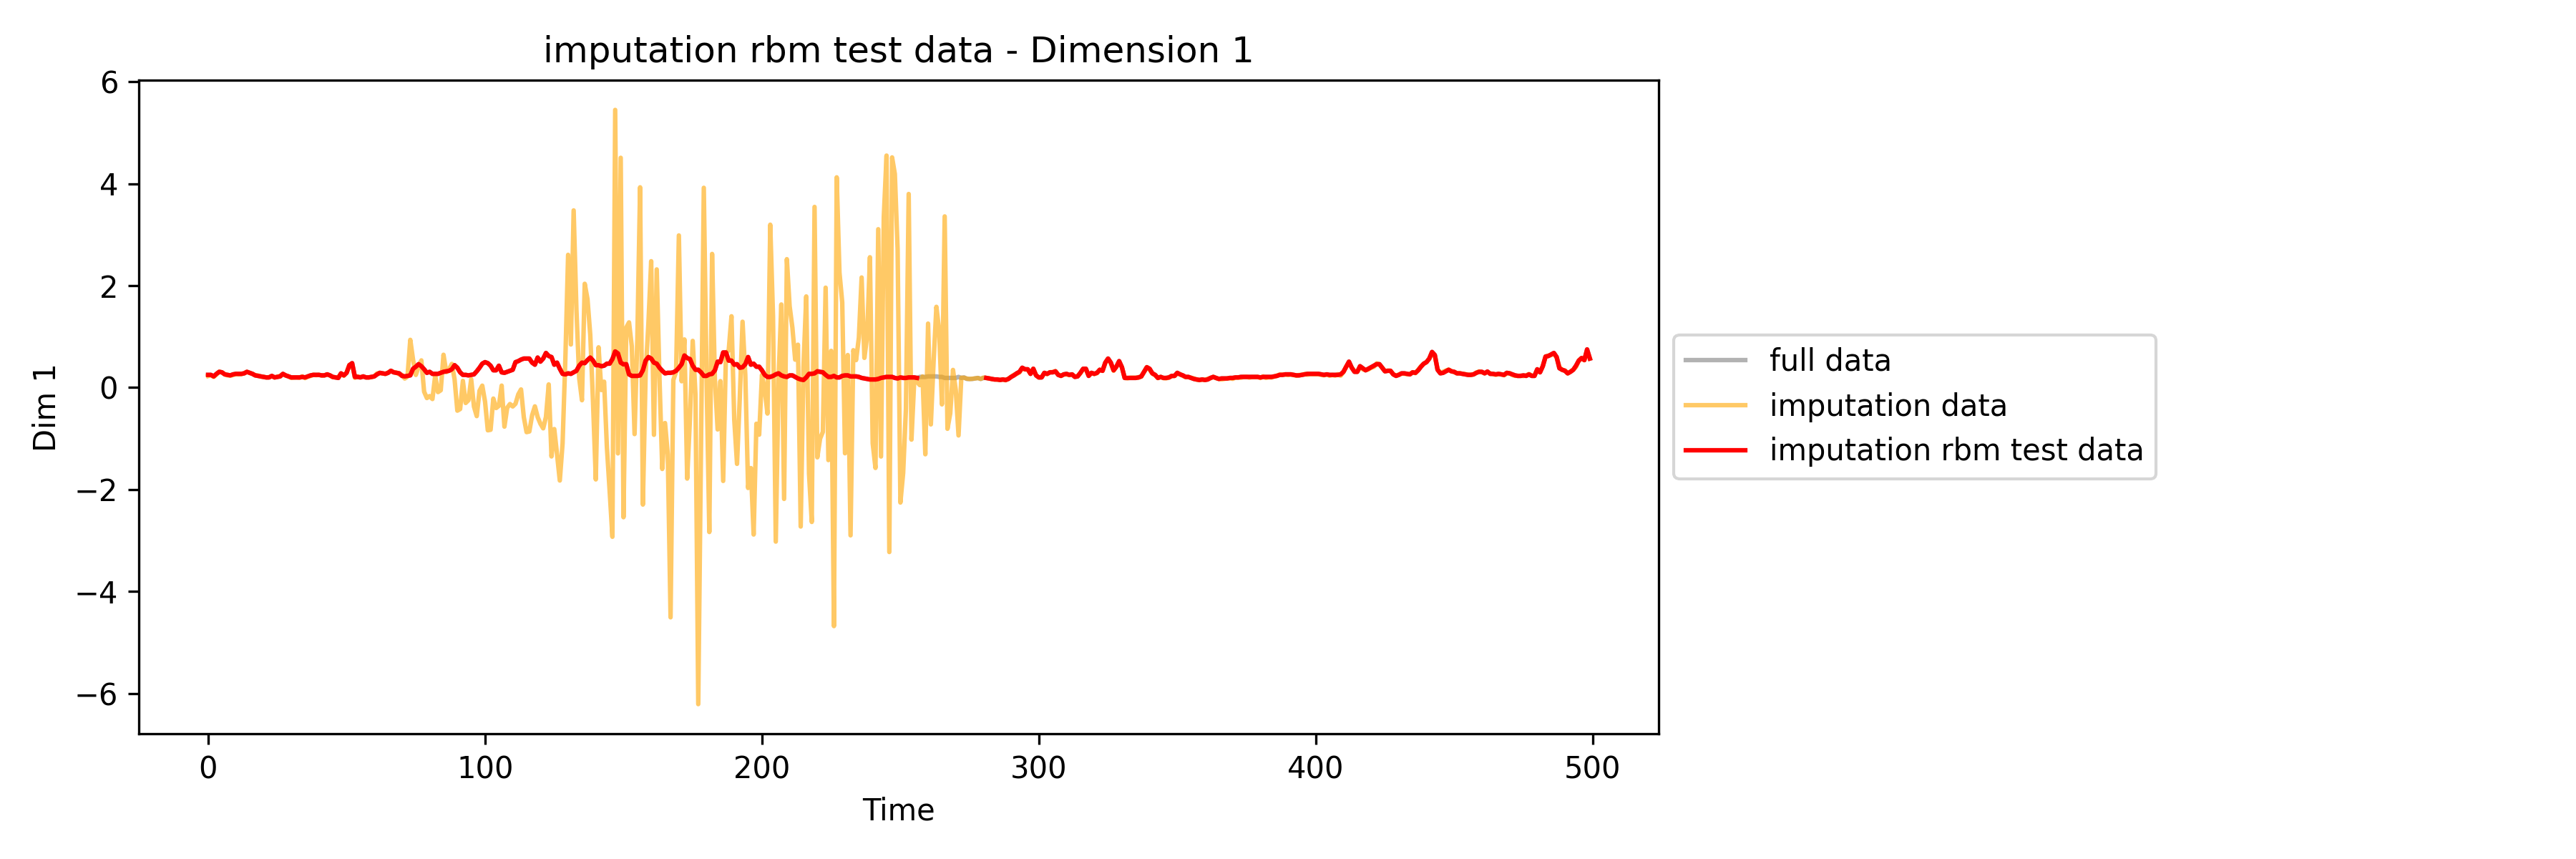 imputation rbm test data - Dimension 1
6
4
2
0
−2
−4
−6
Dim 1
0 100 200 300 400 500
Time
full data
imputation data
imputation rbm test data